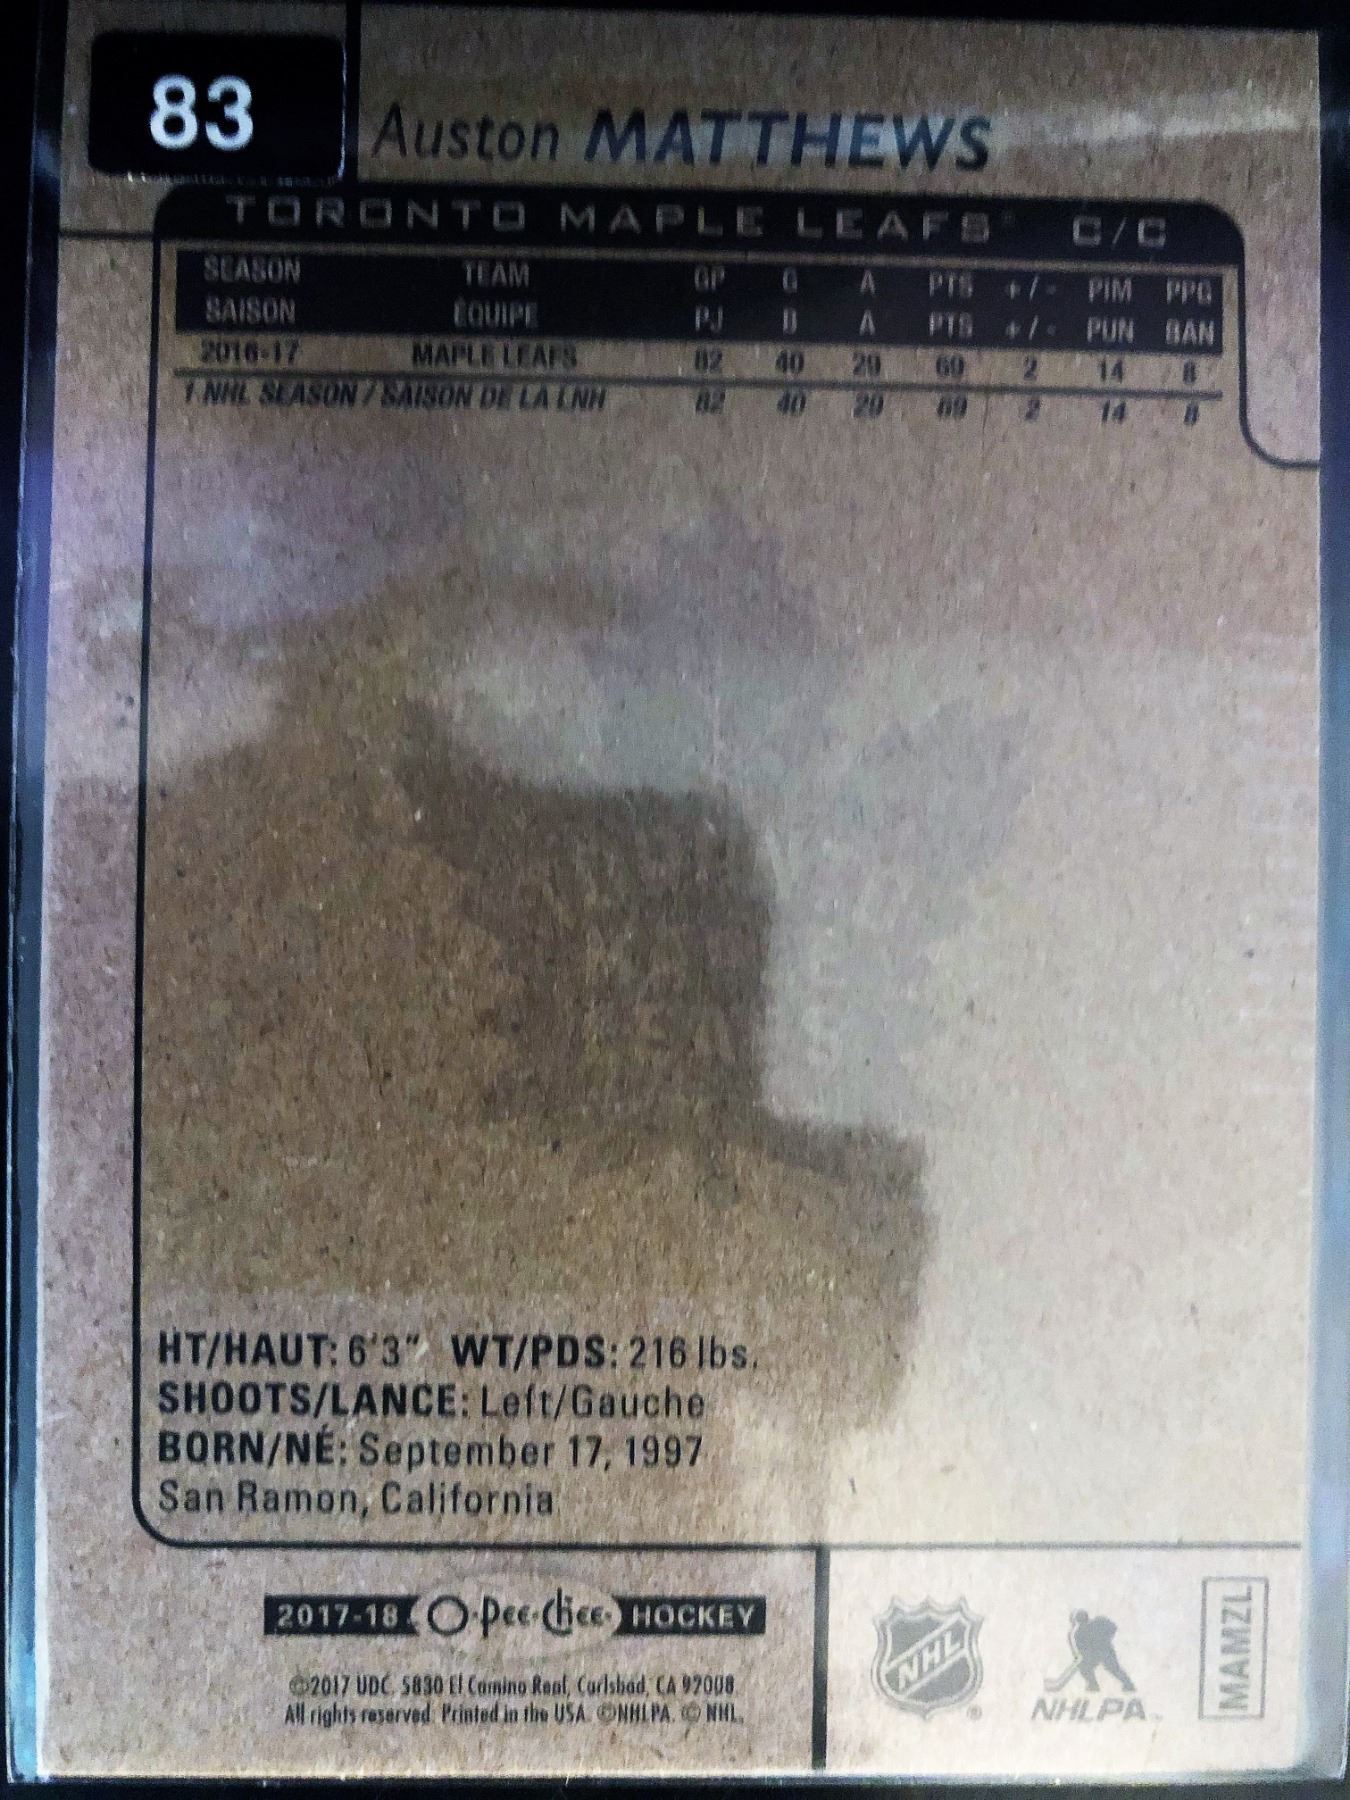 83
Auston MATTHEWS
TORONTO MAPLE LEAFS C/C
SEASON TEAM GP G A PTS +/- PIM PPG
SAISON ÉQUIPE PJ B A PTS +/- PUN BAN
2016-17 MAPLE LEAFS 82 40 29 69 2 14 8
1 NHL SEASON / SAISON DE LA LNH 82 40 29 69 2 14 8
HT/HAUT: 6'3" WT/PDS: 216 lbs.
SHOOTS/LANCE: Left/Gauche
BORN/NÉ: September 17, 1997
San Ramon, California
2017-18 O-Pee-Chee HOCKEY
©2017 UDC. 5830 El Camino Real, Carlsbad, CA 92008.
All rights reserved. Printed in the USA. ©NHLPA. © NHL.
NHL ®
NHLPA™
MAMZL